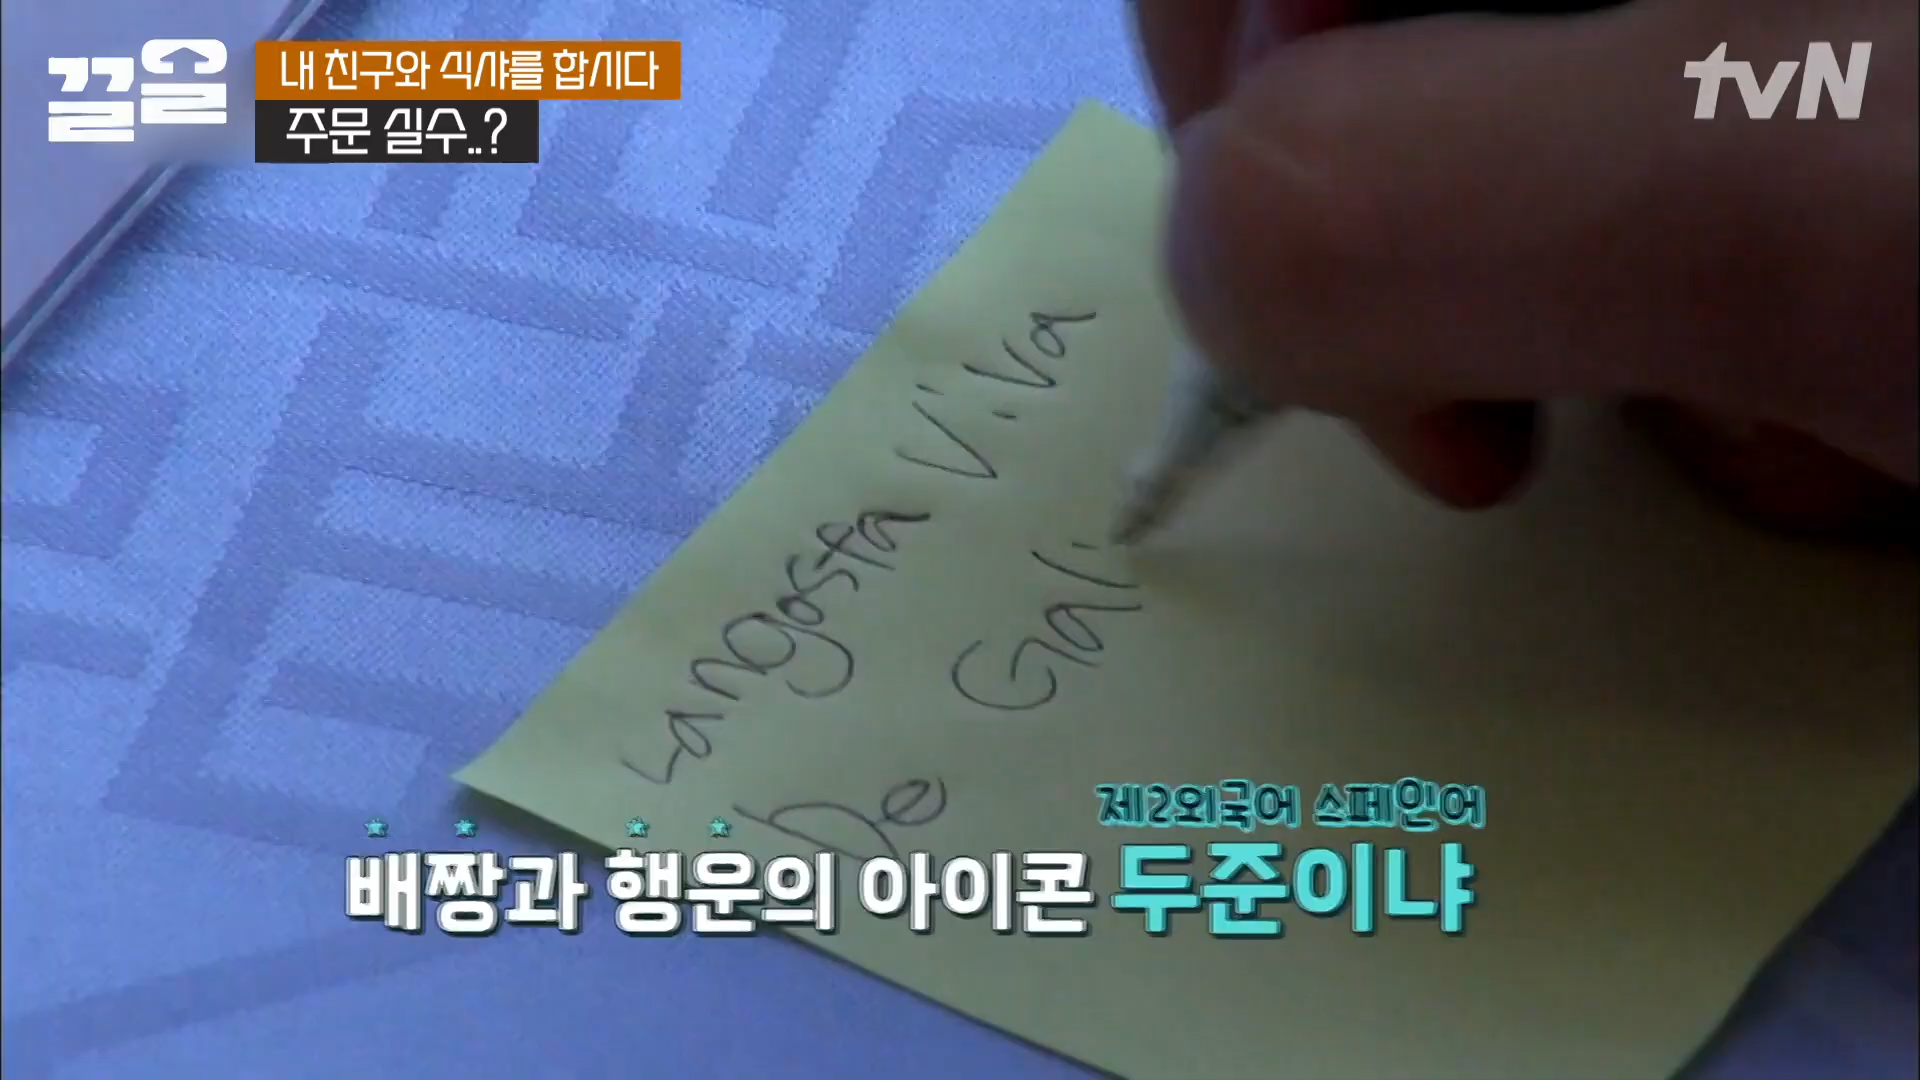 끌올
내 친구와 식사를 합시다
주문 실수..?
tvN
Langosta Viva
De Gali
제2외국어 스페인어
배짱과 행운의 아이콘 두준이냐